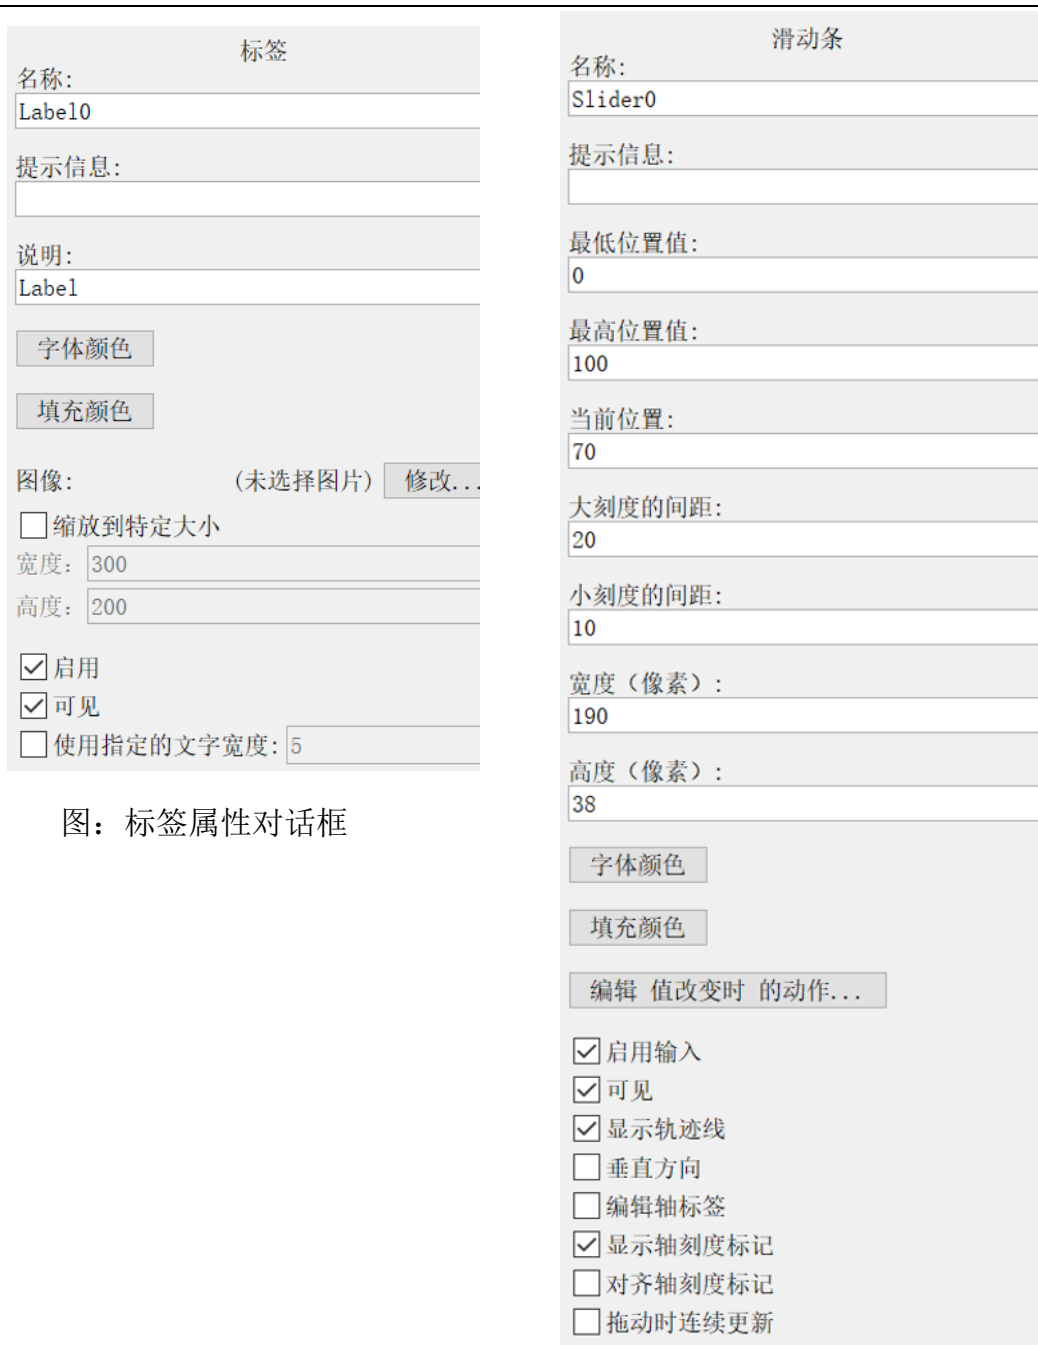 标签
名称:
Label0
提示信息:
说明:
Label
字体颜色
填充颜色
图像: (未选择图片) 修改...
缩放到特定大小
宽度: 300
高度: 200
启用
可见
使用指定的文字宽度: 5
图：标签属性对话框
滑动条
名称:
Slider0
提示信息:
最低位置值:
0
最高位置值:
100
当前位置:
70
大刻度的间距:
20
小刻度的间距:
10
宽度（像素）:
190
高度（像素）:
38
字体颜色
填充颜色
编辑 值改变时 的动作...
启用输入
可见
显示轨迹线
垂直方向
编辑轴标签
显示轴刻度标记
对齐轴刻度标记
拖动时连续更新